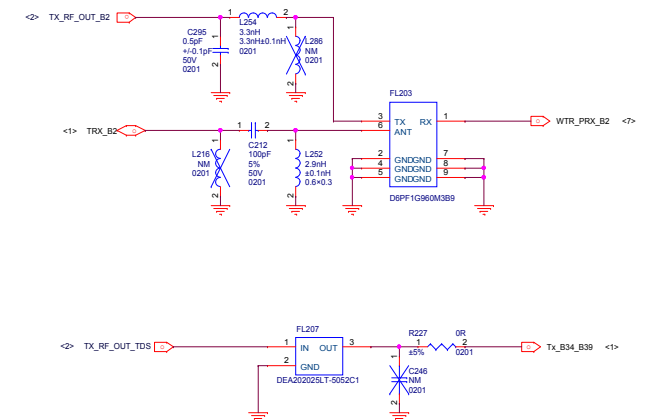 <2> TX_RF_OUT_B2
1 L254 2
3.3nH
3.3nH±0.1nH
0201
C295
0.5pF
+/-0.1pF
50V
0201
1
2
L286
NM
0201
1
2
FL203
3 TX RX 1
6 ANT
WTR_PRX_B2 <7>
<1> TRX_B2
1 2
C212
100pF
5%
50V
0201
1
L216
NM
0201
2
1
L252
2.9nH
±0.1nH
0.6×0.3
2
2 GNDGND 7
4 GNDGND 8
5 GNDGND 9
D6PF1G960M3B9
<2> TX_RF_OUT_TDS
FL207
1 IN OUT 3
2 GND
DEA202025LT-5052C1
R227 0R
1 2
±5% 0201
Tx_B34_B39 <1>
1
C246
NM
0201
2